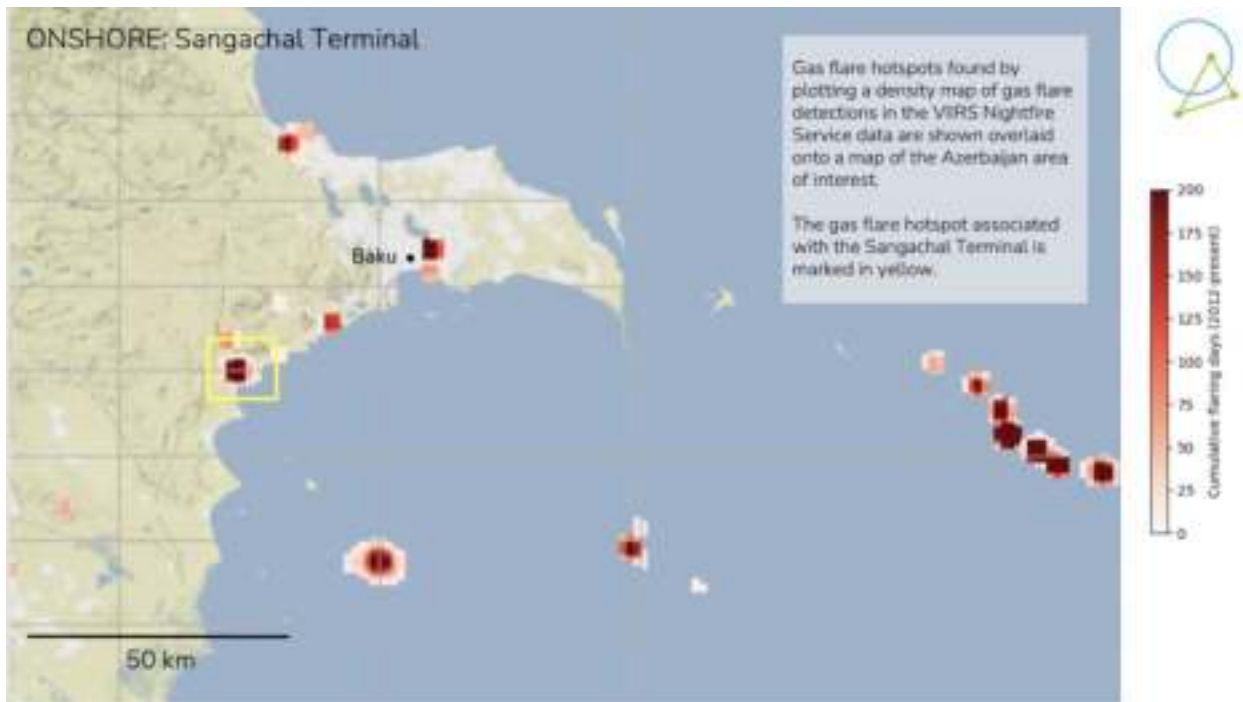 ONSHORE: Sangachal Terminal
Gas flare hotspots found by
plotting a density map of gas flare
detections in the VIIRS Nightfire
Service data are shown overlaid
onto a map of the Azerbaijan area
of interest.
The gas flare hotspot associated
with the Sangachal Terminal is
marked in yellow.
Baku
50 km
200
175
150
125
100
75
50
25
0
Cumulative flaring days (2012-present)